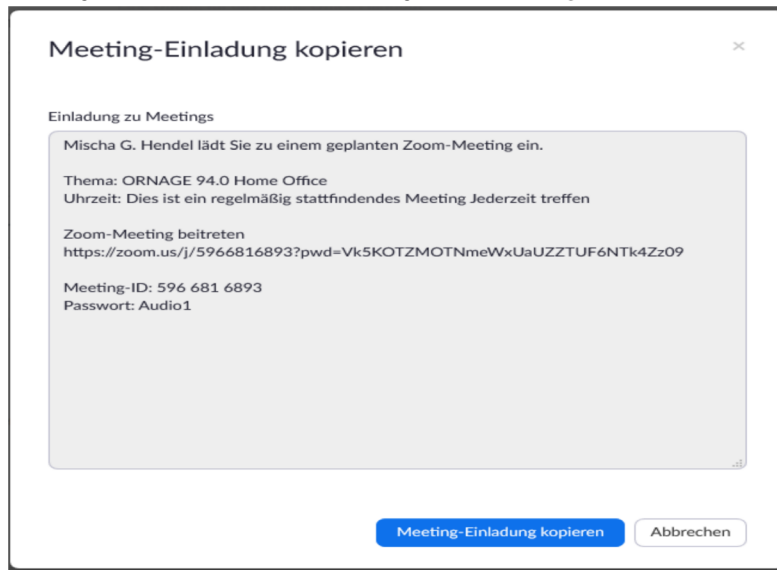 Meeting-Einladung kopieren
×
Einladung zu Meetings
Mischa G. Hendel lädt Sie zu einem geplanten Zoom-Meeting ein.
Thema: ORNAGE 94.0 Home Office
Uhrzeit: Dies ist ein regelmäßig stattfindendes Meeting Jederzeit treffen
Zoom-Meeting beitreten
https://zoom.us/j/5966816893?pwd=Vk5KOTZMOTNmeWxUaUZZTUF6NTk4Zz09
Meeting-ID: 596 681 6893
Passwort: Audio1
Meeting-Einladung kopieren
Abbrechen